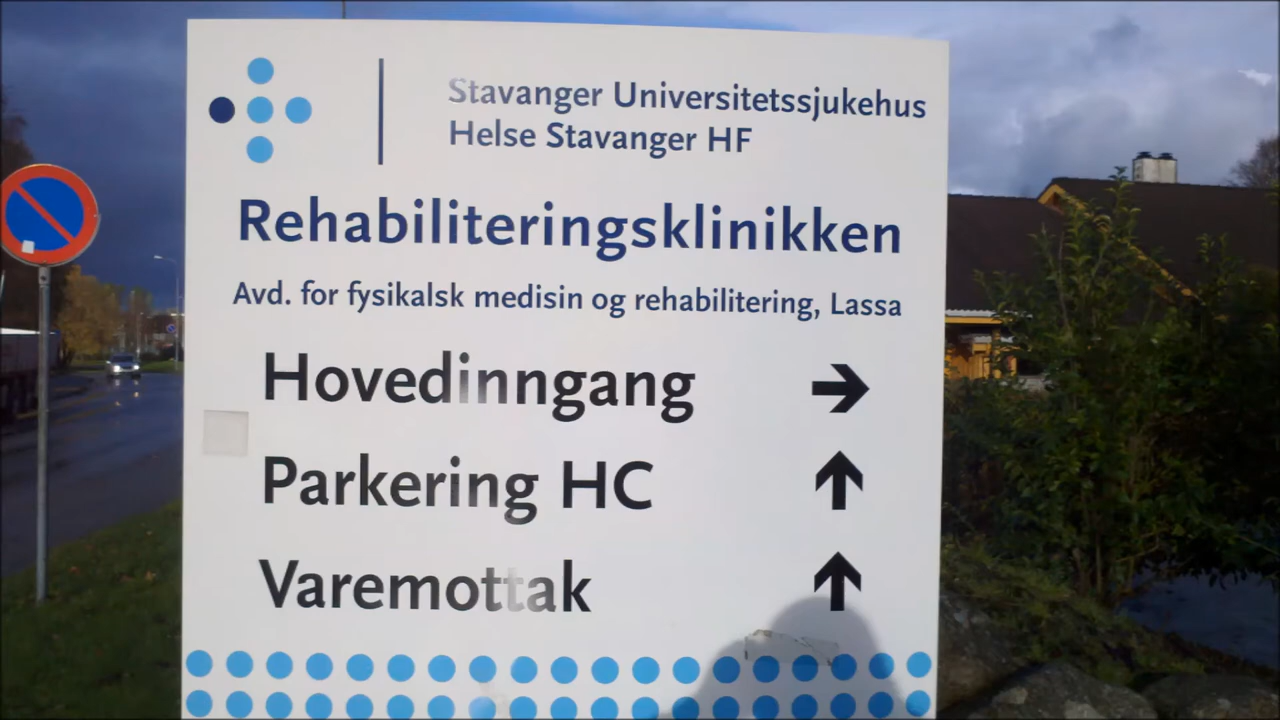 Stavanger Universitetssjukehus
Helse Stavanger HF
Rehabiliteringsklinikken
Avd. for fysikalsk medisin og rehabilitering, Lassa
Hovedinngang
Parkering HC
Varemottak